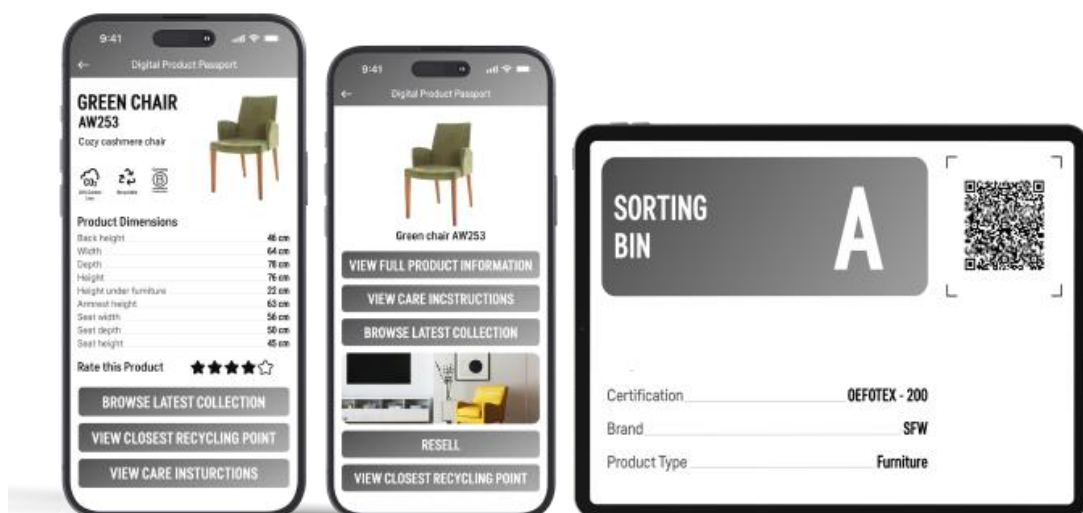 9:41
Digital Product Passport
GREEN CHAIR
AW253
Cozy cashmere chair
CO₂
Recyclable
B
Product Dimensions
Back height 46 cm
Width 64 cm
Depth 78 cm
Height 76 cm
Height under furniture 22 cm
Armrest height 63 cm
Seat width 56 cm
Seat depth 50 cm
Seat height 45 cm
Rate this Product
BROWSE LATEST COLLECTION
VIEW CLOSEST RECYCLING POINT
VIEW CARE INSTURCTIONS
9:41
Digital Product Passport
Green chair AW253
VIEW FULL PRODUCT INFORMATION
VIEW CARE INCSTRUCTIONS
BROWSE LATEST COLLECTION
RESELL
VIEW CLOSEST RECYCLING POINT
SORTING
BIN
A
Certification OEFOTEX - 200
Brand SFW
Product Type Furniture